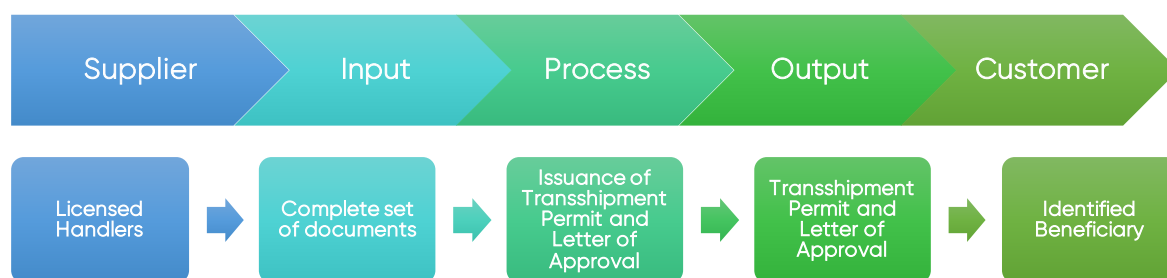 Supplier
Input
Process
Output
Customer
Licensed
Handlers
Complete set
of documents
Issuance of
Transshipment
Permit and
Letter of
Approval
Transshipment
Permit and
Letter of
Approval
Identified
Beneficiary